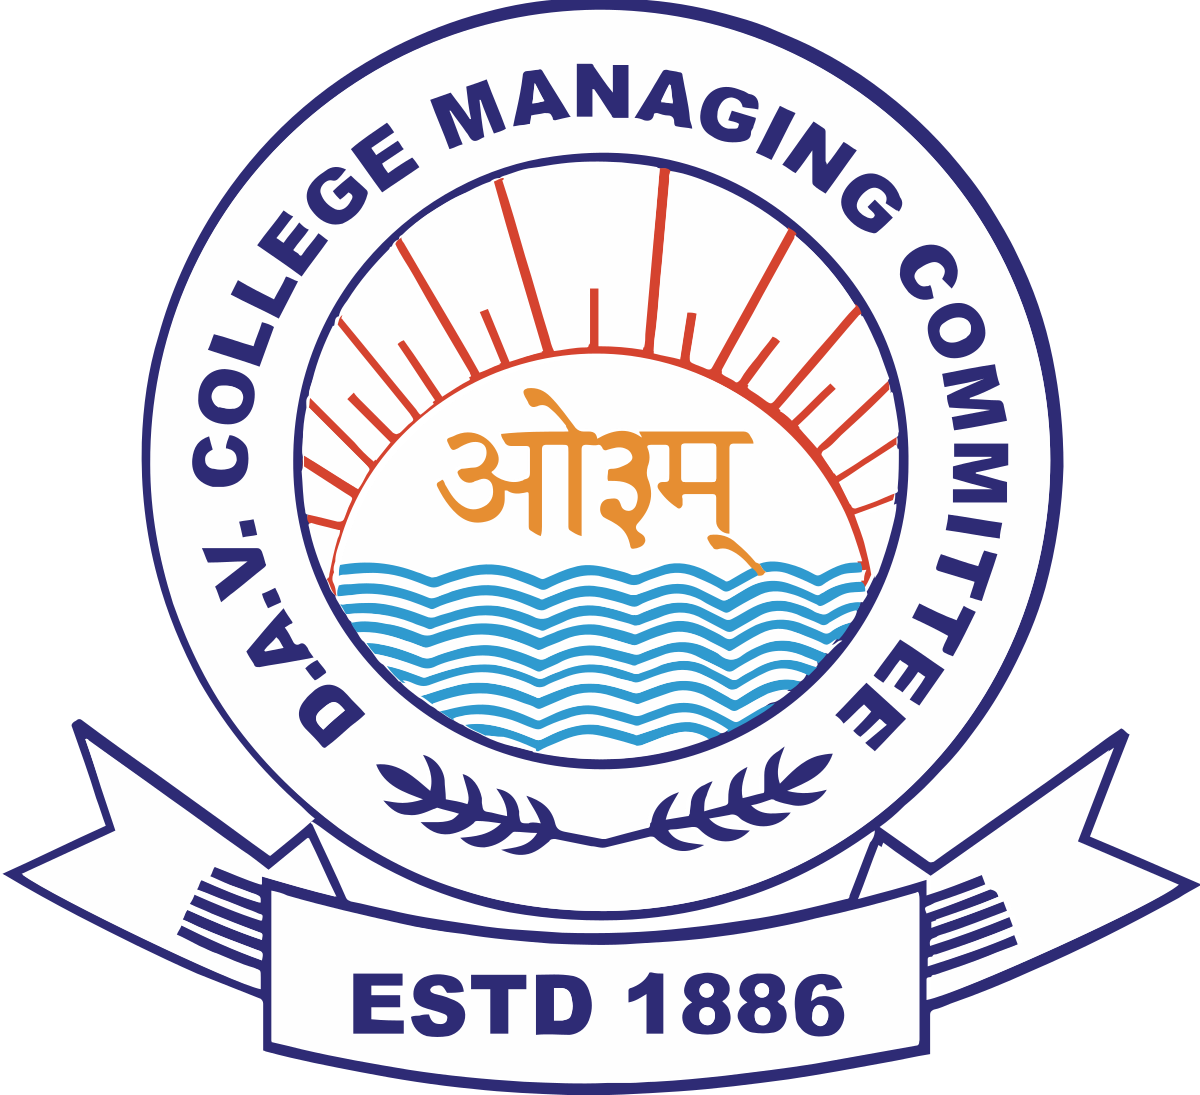 D.A.V. COLLEGE MANAGING COMMITTEE
ओ३म्
ESTD 1886